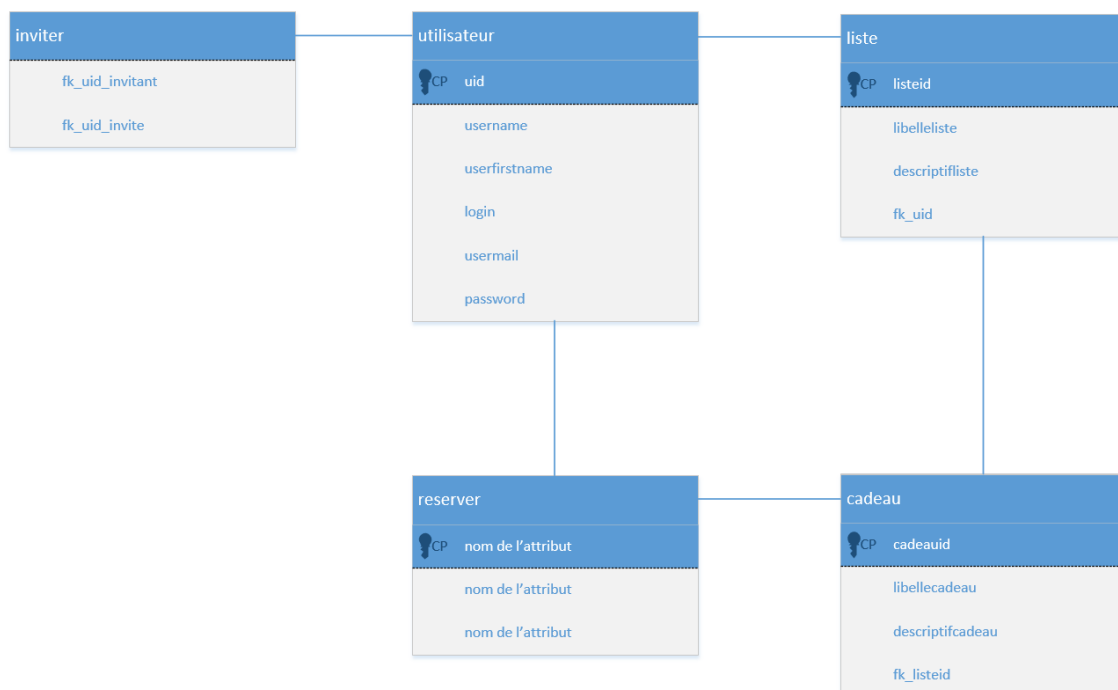 inviter
fk_uid_invitant
fk_uid_invite
utilisateur
CP uid
username
userfirstname
login
usermail
password
liste
CP listeid
libelleliste
descriptifliste
fk_uid
reserver
CP nom de l'attribut
nom de l'attribut
nom de l'attribut
cadeau
CP cadeauid
libellecadeau
descriptifcadeau
fk_listeid